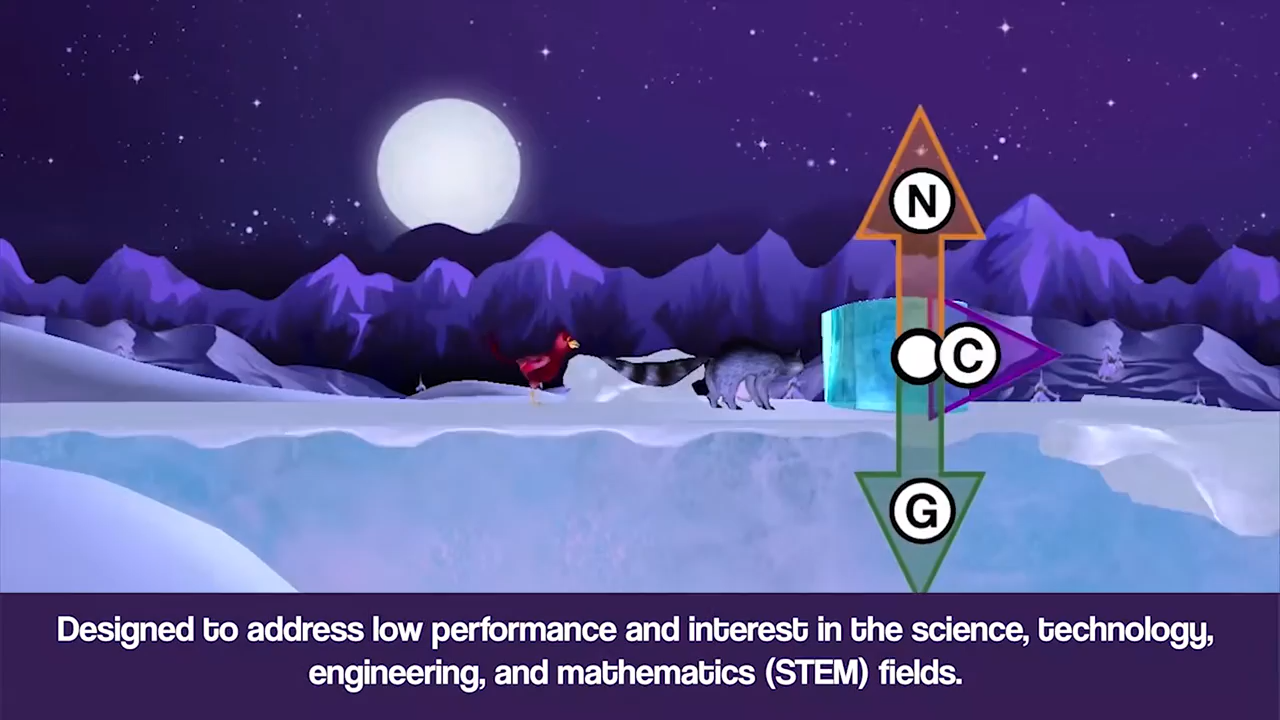 N
C
G
Designed to address low performance and interest in the science, technology,
engineering, and mathematics (STEM) fields.